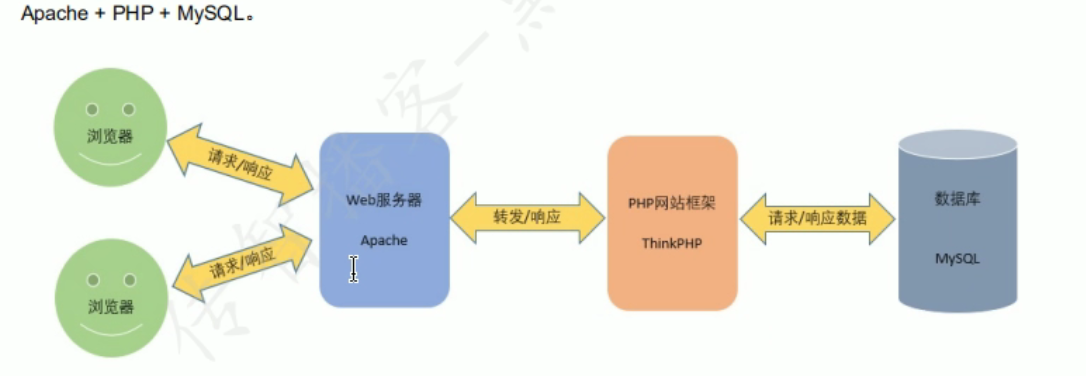 Apache + PHP + MySQL。
浏览器
请求/响应
浏览器
请求/响应
Web服务器
Apache
转发/响应
PHP网站框架
ThinkPHP
请求/响应数据
数据库
MySQL